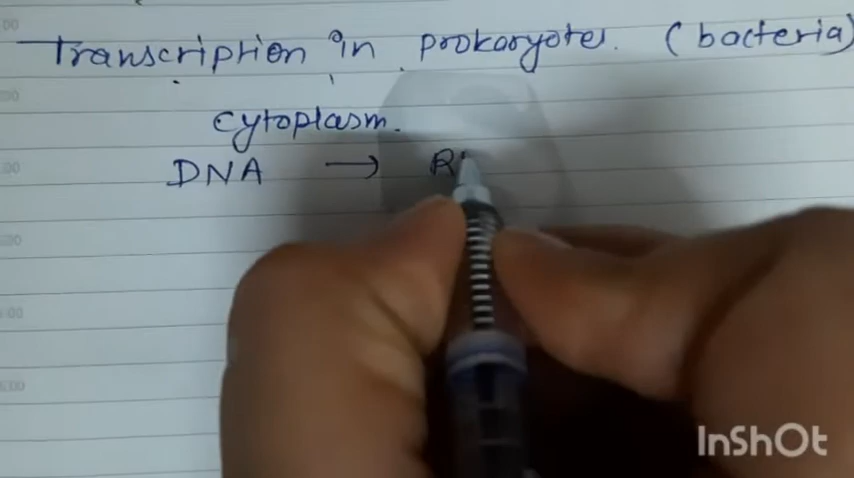 Transcription in prokaryotes. (bacteria)
Cytoplasm.
DNA → R
InShOt